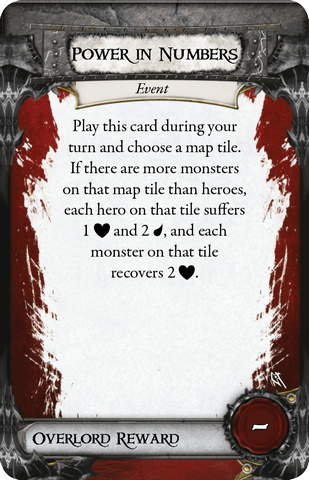 Power in Numbers
Event
Play this card during your
turn and choose a map tile.
If there are more monsters
on that map tile than heroes,
each hero on that tile suffers
1 and 2 , and each
monster on that tile
recovers 2 .
Overlord Reward
-